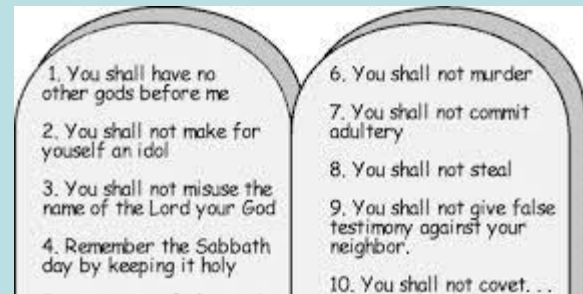 1. You shall have no
other gods before me
2. You shall not make for
youself an idol
3. You shall not misuse the
name of the Lord your God
4. Remember the Sabbath
day by keeping it holy
6. You shall not murder
7. You shall not commit
adultery
8. You shall not steal
9. You shall not give false
testimony against your
neighbor.
10. You shall not covet. . .